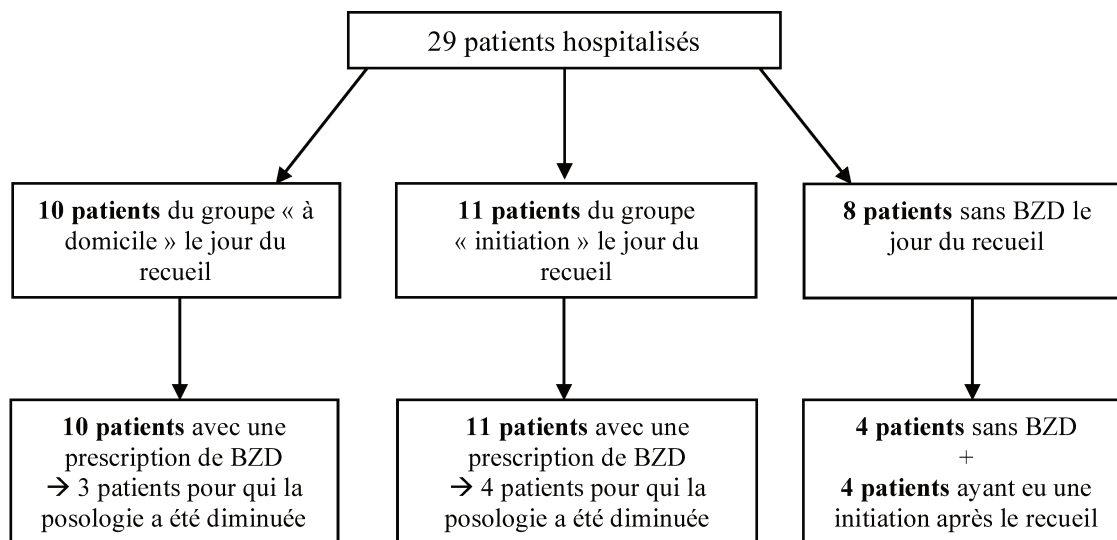 29 patients hospitalisés
10 patients du groupe « à
domicile » le jour du
recueil
11 patients du groupe
« initiation » le jour du
recueil
8 patients sans BZD le
jour du recueil
10 patients avec une
prescription de BZD
→ 3 patients pour qui la
posologie a été diminuée
11 patients avec une
prescription de BZD
→ 4 patients pour qui la
posologie a été diminuée
4 patients sans BZD
+
4 patients ayant eu une
initiation après le recueil